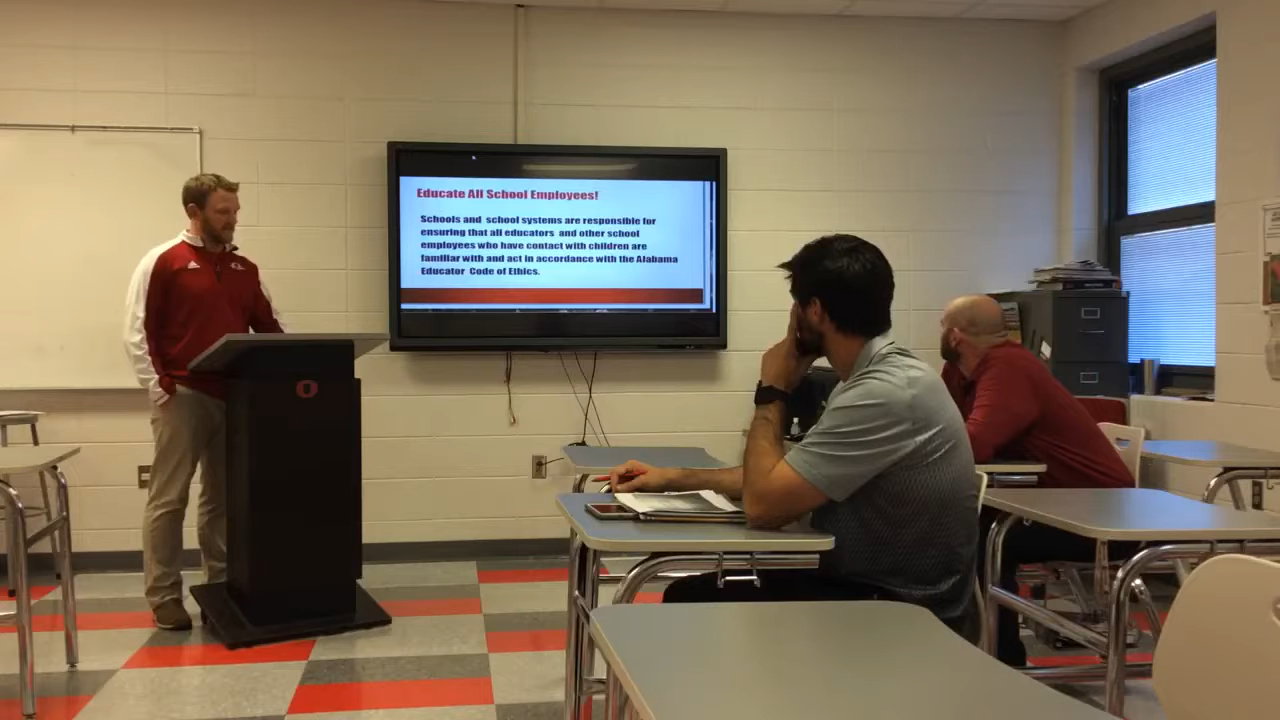 Educate All School Employees!
Schools and school systems are responsible for
ensuring that all educators and other school
employees who have contact with children are
familiar with and act in accordance with the Alabama
Educator Code of Ethics.
O